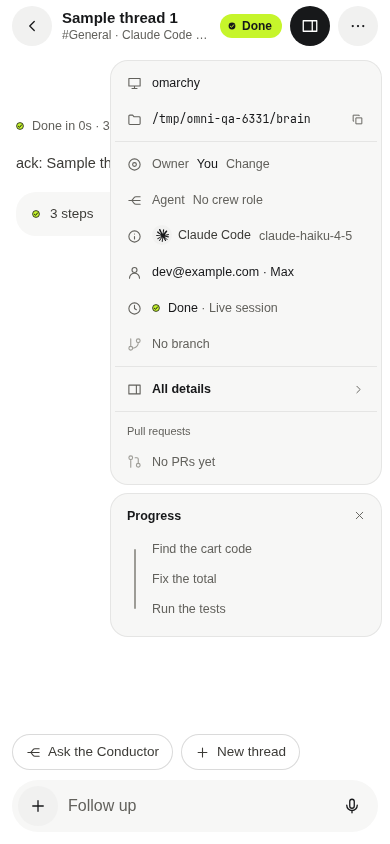 Sample thread 1
#General · Claude Code …
Done
omarchy
Done in 0s · 3
/tmp/omni-qa-6331/brain
ack: Sample th
Owner You Change
Agent No crew role
3 steps
Claude Code claude-haiku-4-5
dev@example.com · Max
Done · Live session
No branch
All details
Pull requests
No PRs yet
Progress
Find the cart code
Fix the total
Run the tests
Ask the Conductor
New thread
Follow up